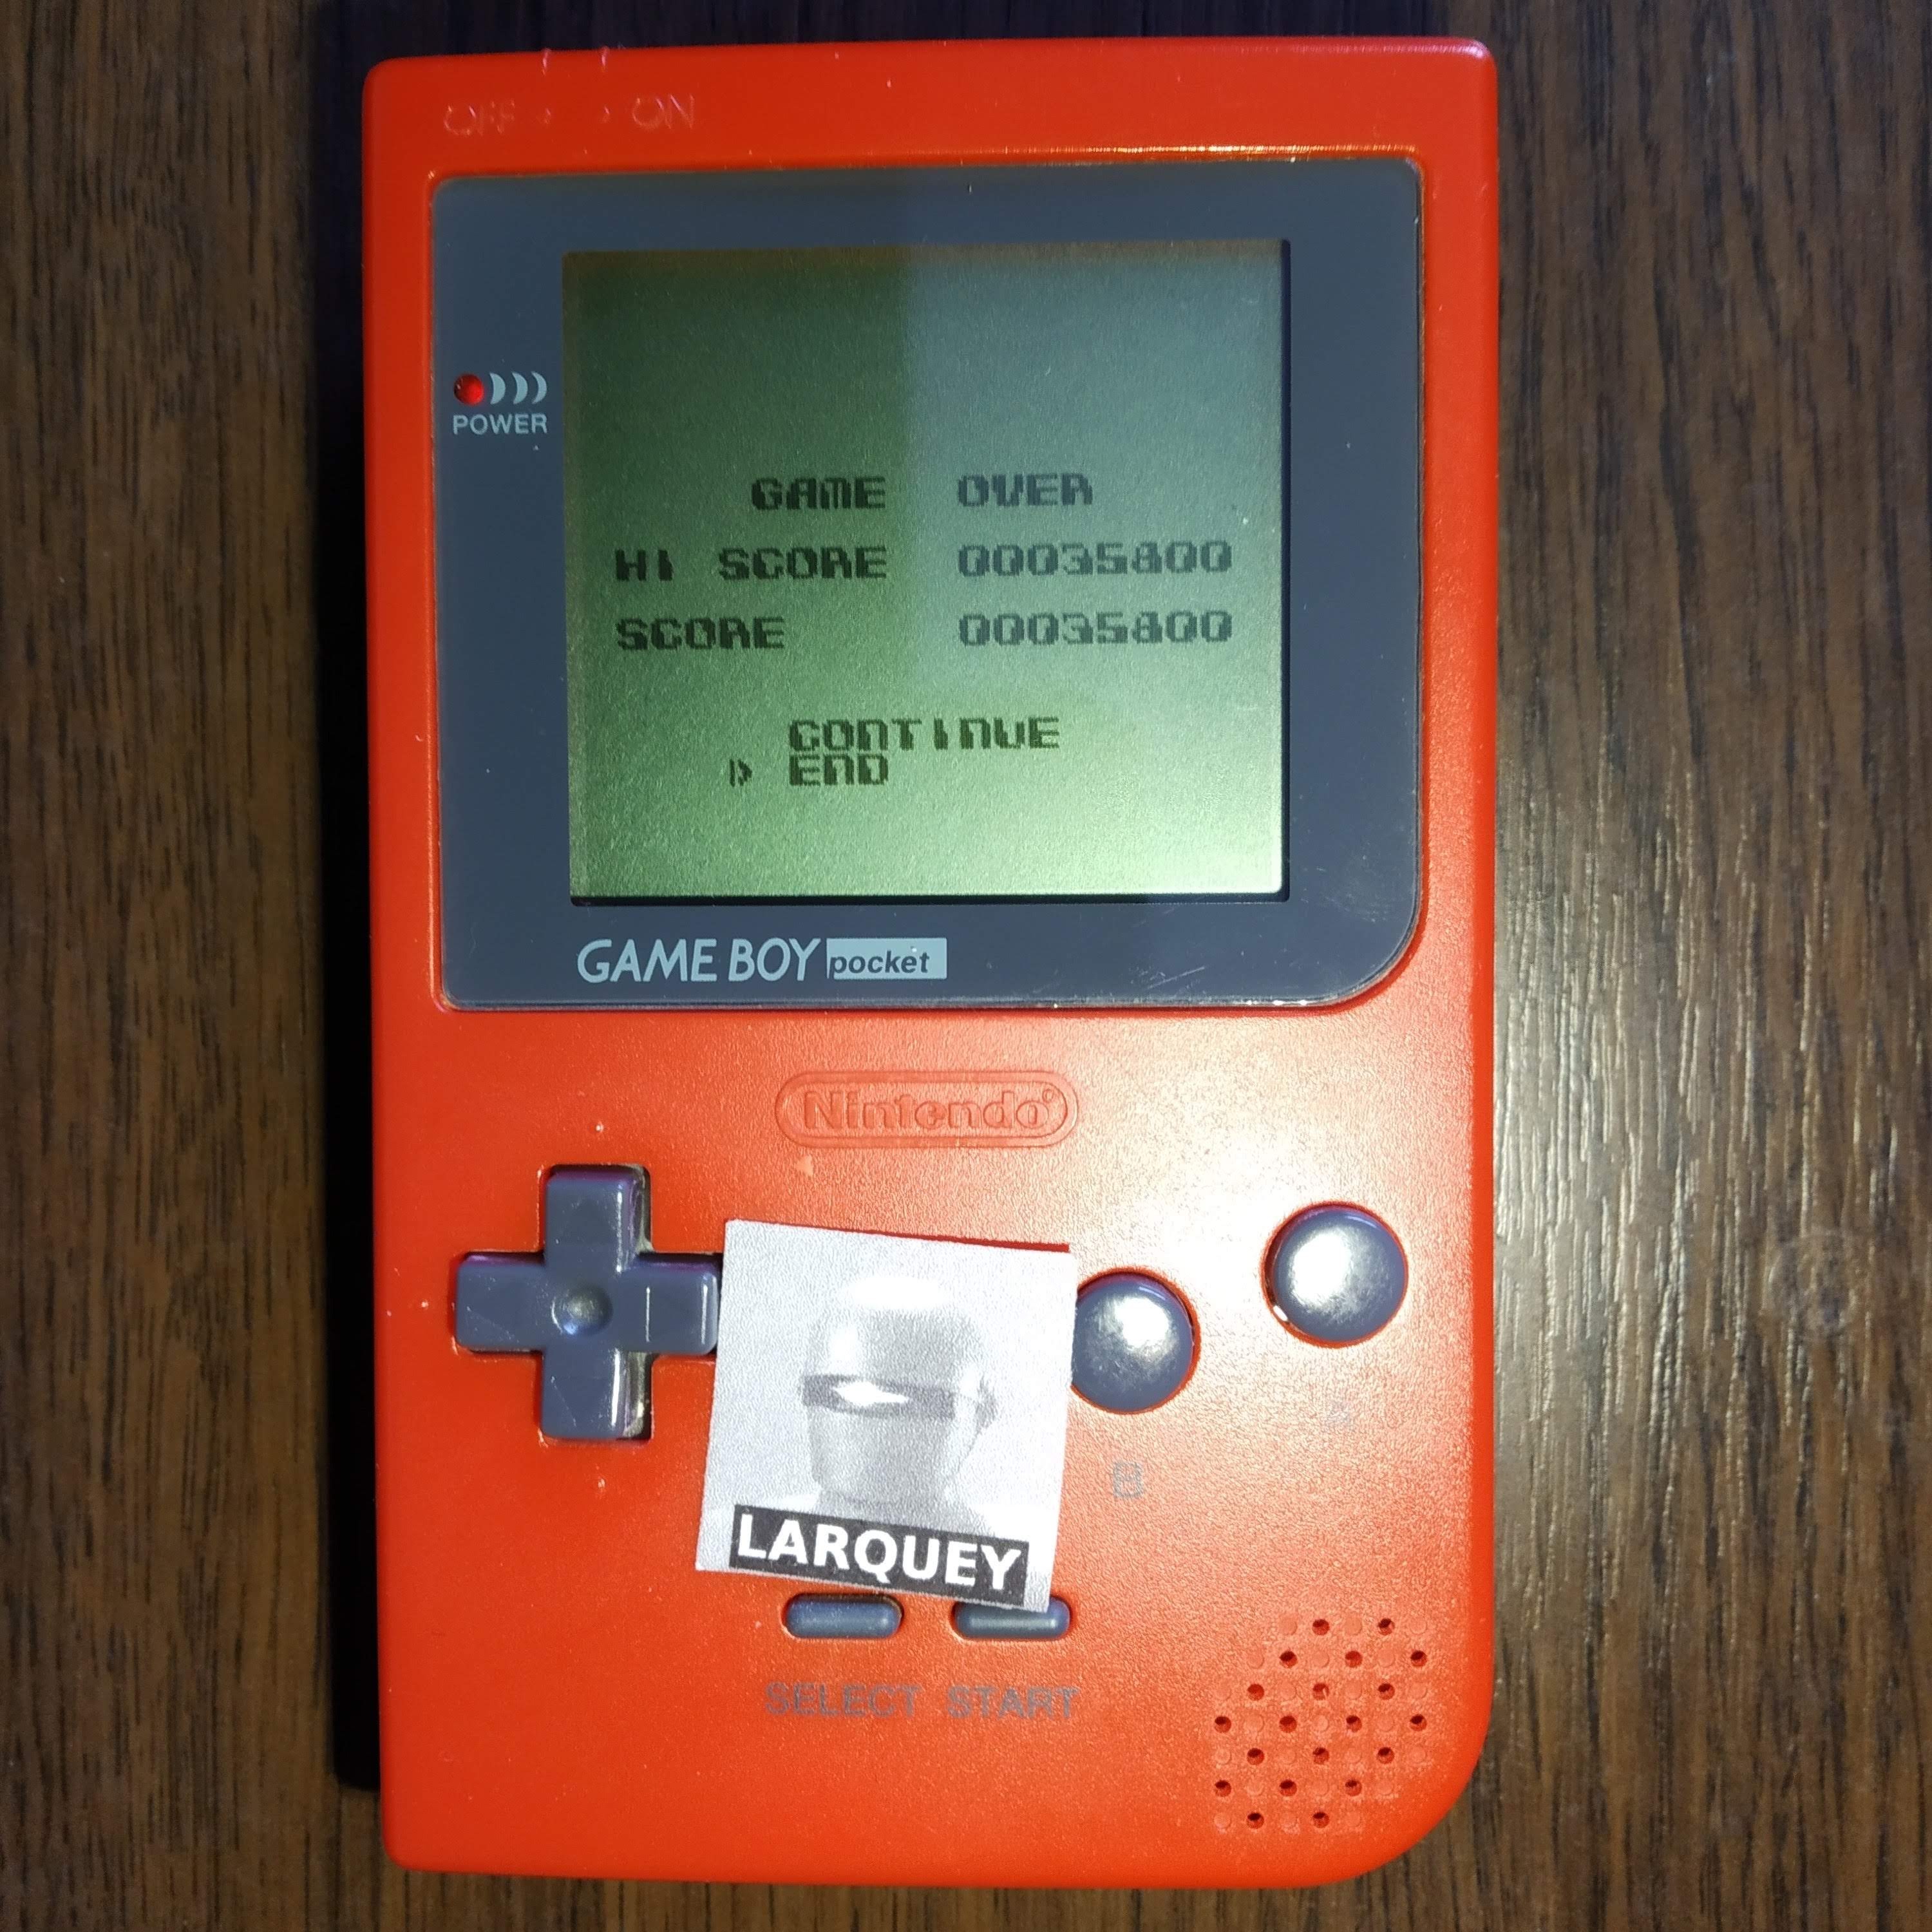 OFF ON
POWER
GAME OVER
HI SCORE 00035800
SCORE 00035800
CONTINUE
END
GAME BOY pocket
Nintendo®
B
LARQUEY
SELECT START